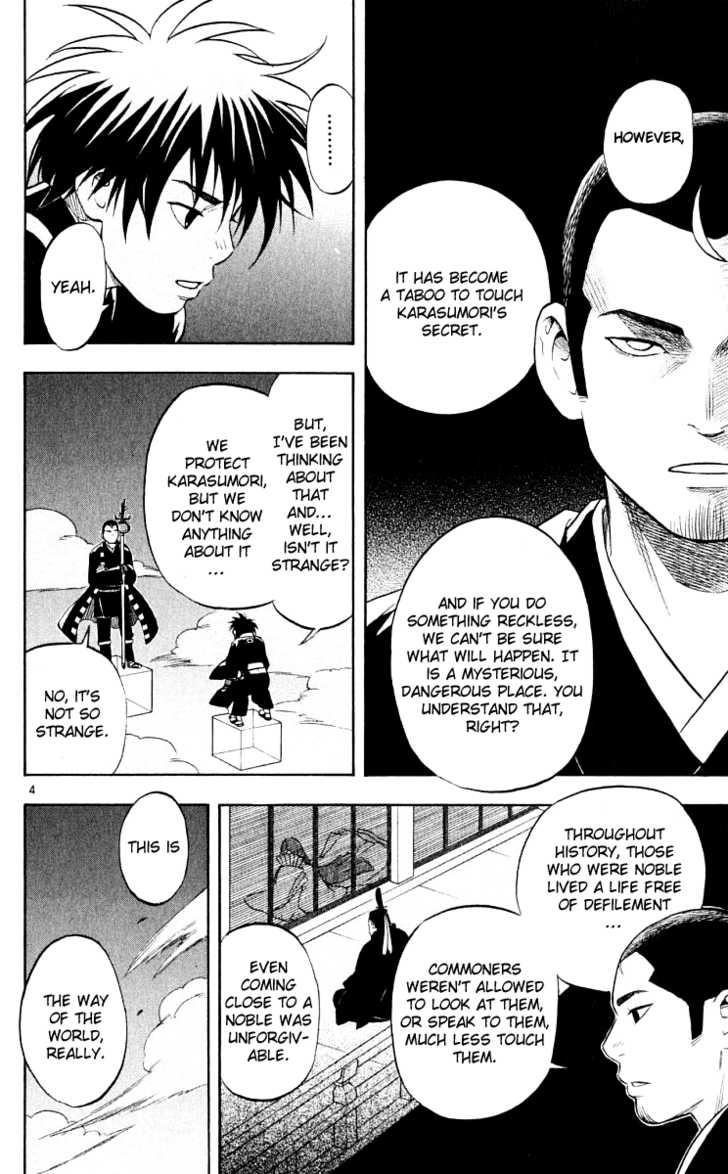 HOWEVER,
IT HAS BECOME
A TABOO TO TOUCH
KARASUMORI'S
SECRET.
AND IF YOU DO
SOMETHING RECKLESS,
WE CAN'T BE SURE
WHAT WILL HAPPEN. IT
IS A MYSTERIOUS,
DANGEROUS PLACE. YOU
UNDERSTAND THAT,
RIGHT?
.........
YEAH.
BUT,
I'VE BEEN
THINKING
ABOUT
THAT
AND...
WELL,
ISN'T IT
STRANGE?
WE
PROTECT
KARASUMORI,
BUT WE
DON'T KNOW
ANYTHING
ABOUT IT
...
NO, IT'S
NOT SO
STRANGE.
4
THROUGHOUT
HISTORY, THOSE
WHO WERE NOBLE
LIVED A LIFE FREE
OF DEFILEMENT
...
COMMONERS
WEREN'T ALLOWED
TO LOOK AT THEM,
OR SPEAK TO THEM,
MUCH LESS TOUCH
THEM.
EVEN
COMING
CLOSE TO A
NOBLE WAS
UNFORGIV-
ABLE.
THIS IS
THE WAY
OF THE
WORLD,
REALLY.